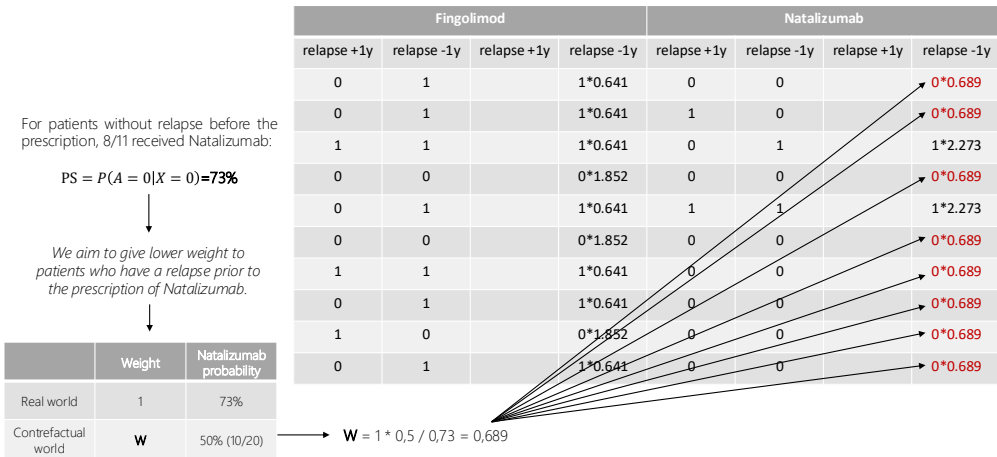 Fingolimod Natalizumab
relapse +1y relapse -1y relapse +1y relapse -1y relapse +1y relapse -1y relapse +1y relapse -1y
0 1 1*0.641 0 0 0*0.689
0 1 1*0.641 1 0 0*0.689
1 1 1*0.641 0 1 1*2.273
0 0 0*1.852 0 0 0*0.689
0 1 1*0.641 1 1 1*2.273
0 0 0*1.852 0 0 0*0.689
1 1 1*0.641 0 0 0*0.689
0 1 1*0.641 0 0 0*0.689
1 0 0*1.852 0 0 0*0.689
0 1 1*0.641 0 0 0*0.689
For patients without relapse before the
prescription, 8/11 received Natalizumab:
PS = P(A = 0|X = 0)=73%
We aim to give lower weight to
patients who have a relapse prior to
the prescription of Natalizumab.
Weight Natalizumab
probability
Real world 1 73%
Contrefactual
world W 50% (10/20)
W = 1 * 0,5 / 0,73 = 0,689